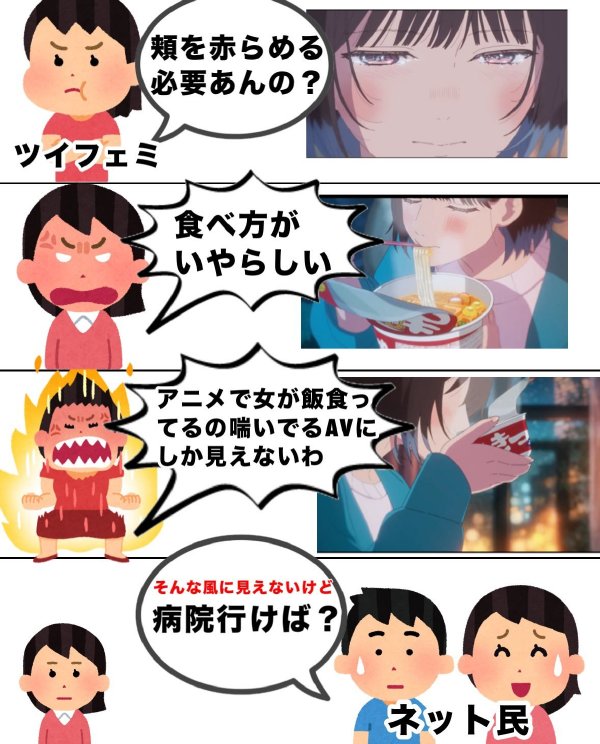 頬を赤らめる
必要あんの？
ツイフェミ
食べ方が
いやらしい
アニメで女が飯食っ
てるの喘いでるAVに
しか見えないわ
そんな風に見えないけど
病院行けば？
ネット民